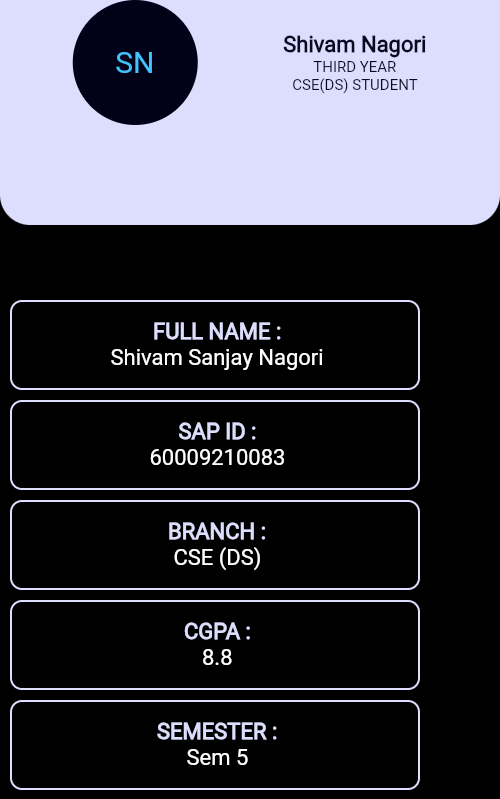 SN
Shivam Nagori
THIRD YEAR
CSE(DS) STUDENT
FULL NAME :
Shivam Sanjay Nagori
SAP ID :
60009210083
BRANCH :
CSE (DS)
CGPA :
8.8
SEMESTER :
Sem 5